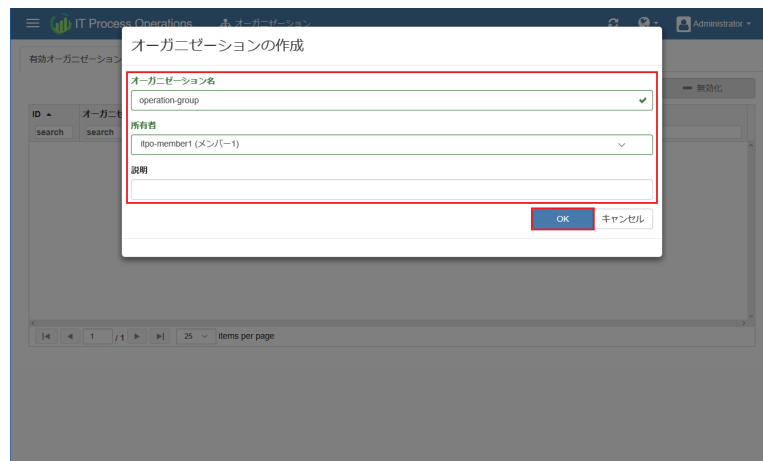 IT Process Operations オーガニゼーション Administrator
オーガニゼーションの作成
有効オーガニゼーション
オーガニゼーション名
operation-group
無効化
ID
所有者
search search
itpo-member1 (メンバー1)
説明
OK キャンセル
1 / 1 25 items per page